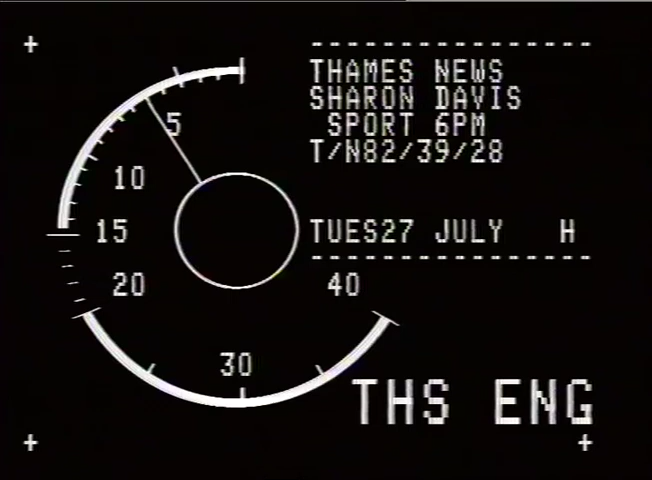 THAMES NEWS
SHARON DAVIS
SPORT 6PM
T/N82/39/28
TUES27 JULY H
5
10
15
20
30
40
THS ENG